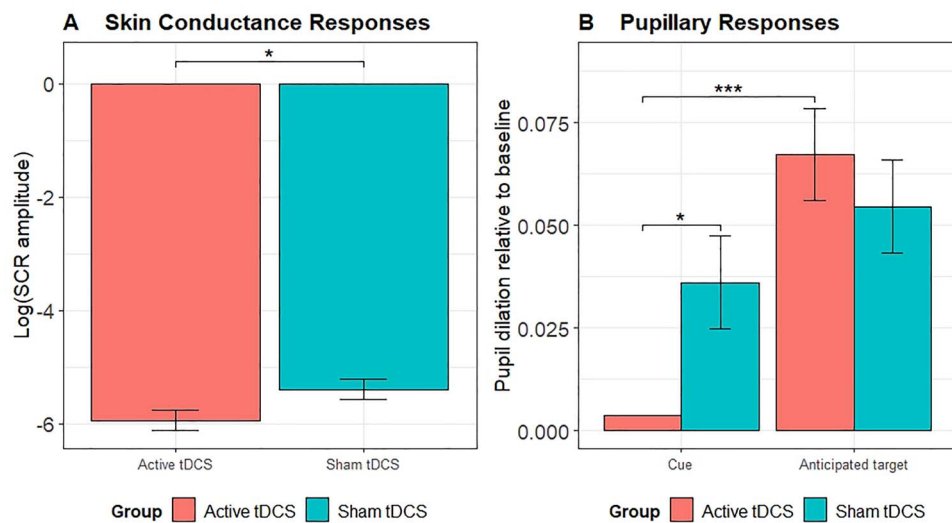 A Skin Conductance Responses
*
0
-2
-4
-6
Log(SCR amplitude)
Active tDCS Sham tDCS
Group Active tDCS Sham tDCS
B Pupillary Responses
***
*
0.075
0.050
0.025
0.000
Pupil dilation relative to baseline
Cue Anticipated target
Group Active tDCS Sham tDCS